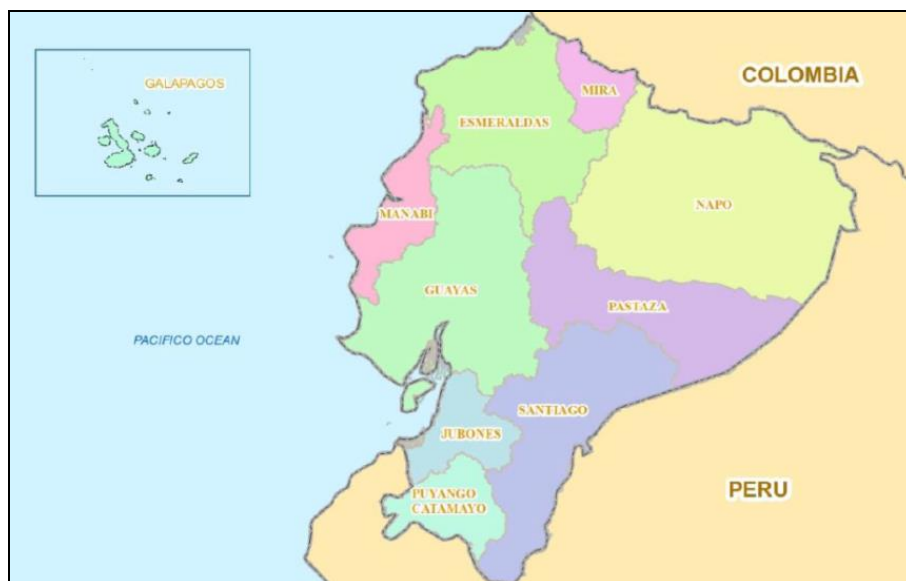 GALAPAGOS
COLOMBIA
MIRA
ESMERALDAS
NAPO
MANABI
GUAYAS
PASTAZA
PACIFICO OCEAN
SANTIAGO
JUBONES
PUYANGO
CATAMAYO
PERU